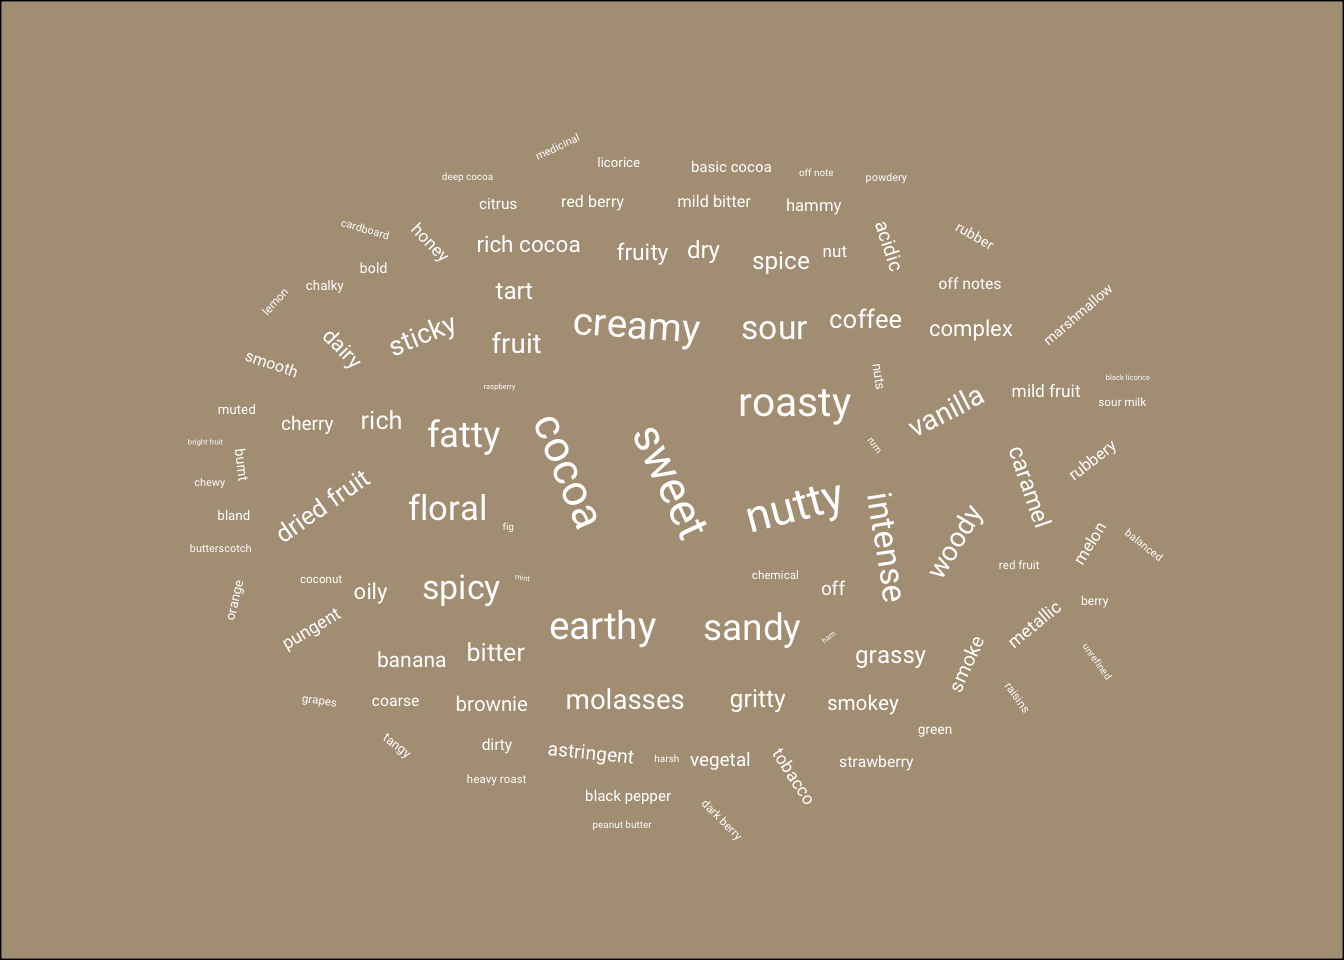 medicinal
licorice
basic cocoa
off note
powdery
deep cocoa
citrus
red berry
mild bitter
hammy
cardboard
honey
rich cocoa
fruity
dry
spice
nut
acidic
rubber
bold
chalky
lemon
tart
off notes
marshmallow
dairy
sticky
fruit
creamy
sour
coffee
complex
smooth
raspberry
nuts
black licorice
muted
cherry
rich
fatty
cocoa
sweet
roasty
vanilla
mild fruit
sour milk
bright fruit
burnt
rum
rubbery
chewy
dried fruit
floral
fig
nutty
intense
woody
caramel
bland
melon
balanced
butterscotch
orange
coconut
oily
spicy
mint
chemical
off
red fruit
berry
pungent
earthy
sandy
ham
metallic
banana
bitter
grassy
smoke
unrefined
grapes
coarse
brownie
molasses
gritty
smokey
raisins
green
tangy
dirty
astringent
harsh
vegetal
tobacco
strawberry
heavy roast
black pepper
dark berry
peanut butter